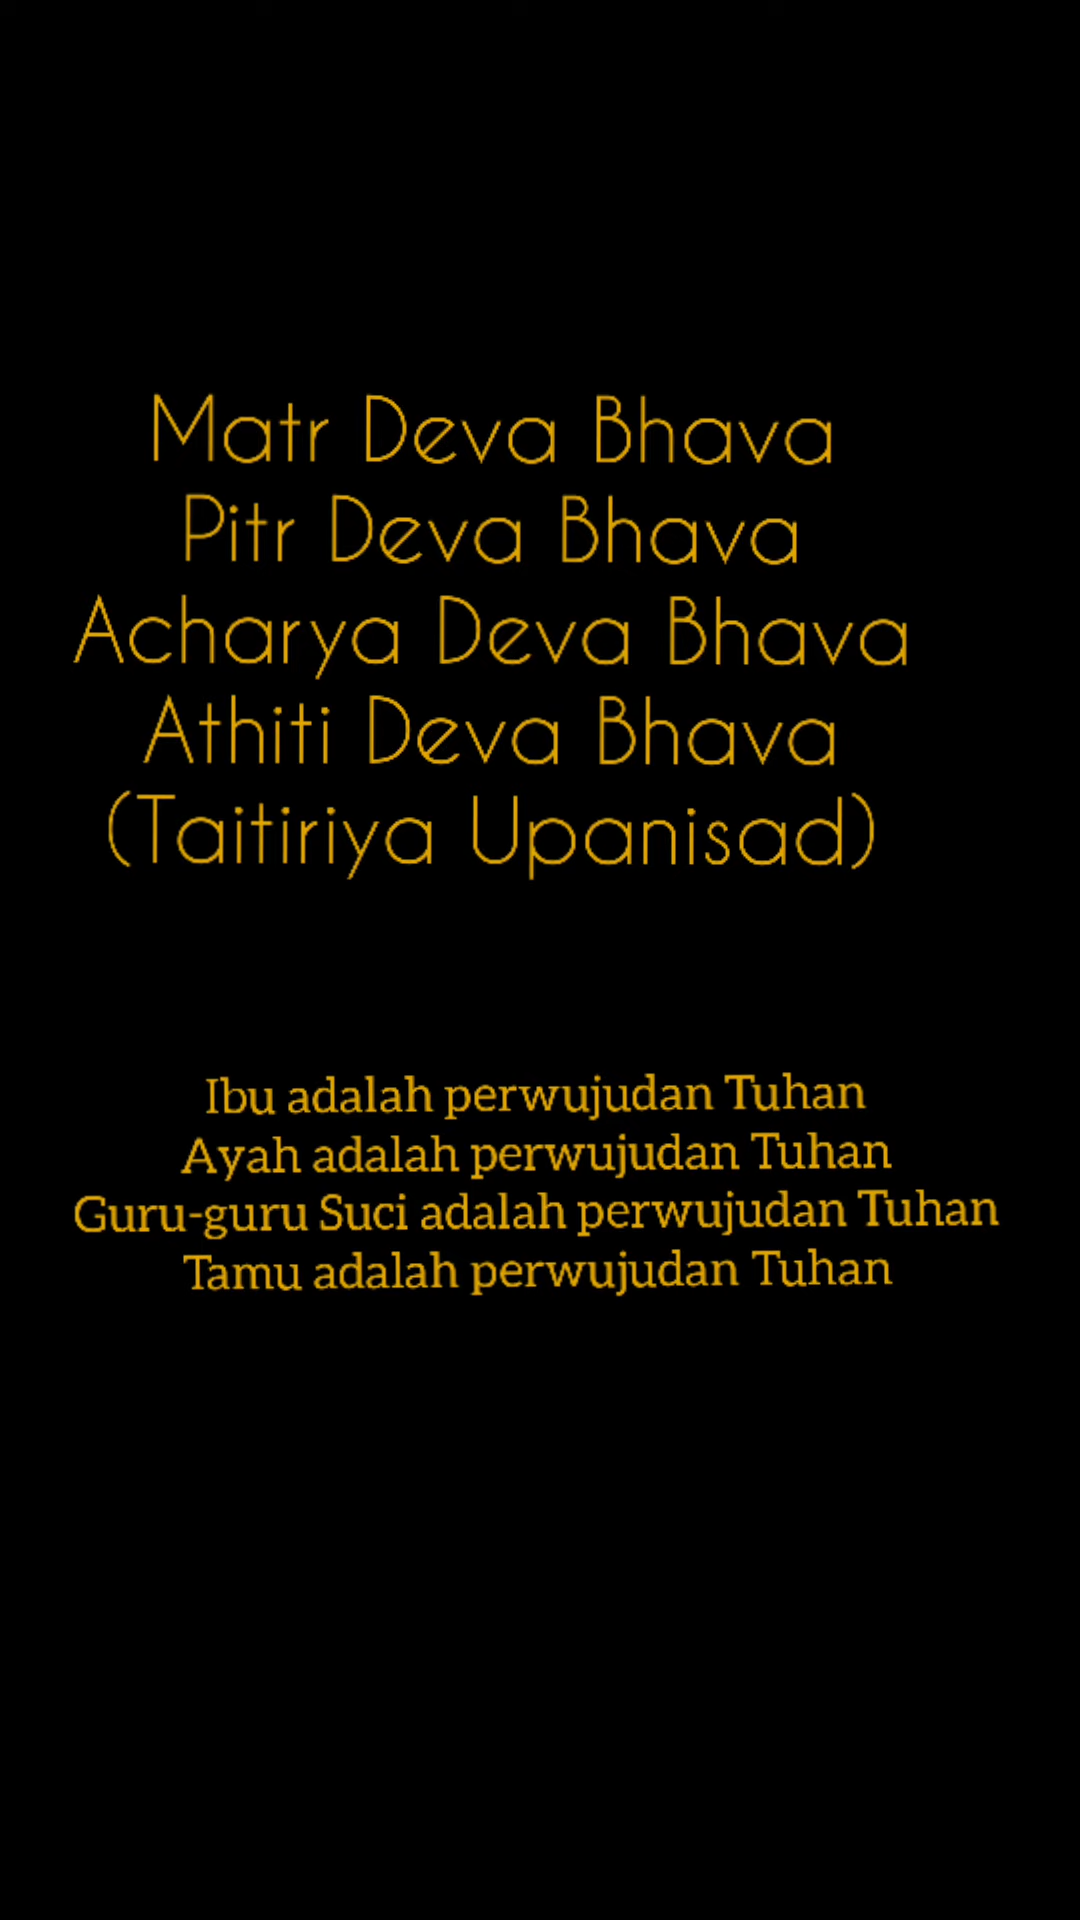 Matr Deva Bhava
Pitr Deva Bhava
Acharya Deva Bhava
Athiti Deva Bhava
(Taitiriya Upanisad)
Ibu adalah perwujudan Tuhan
Ayah adalah perwujudan Tuhan
Guru-guru Suci adalah perwujudan Tuhan
Tamu adalah perwujudan Tuhan